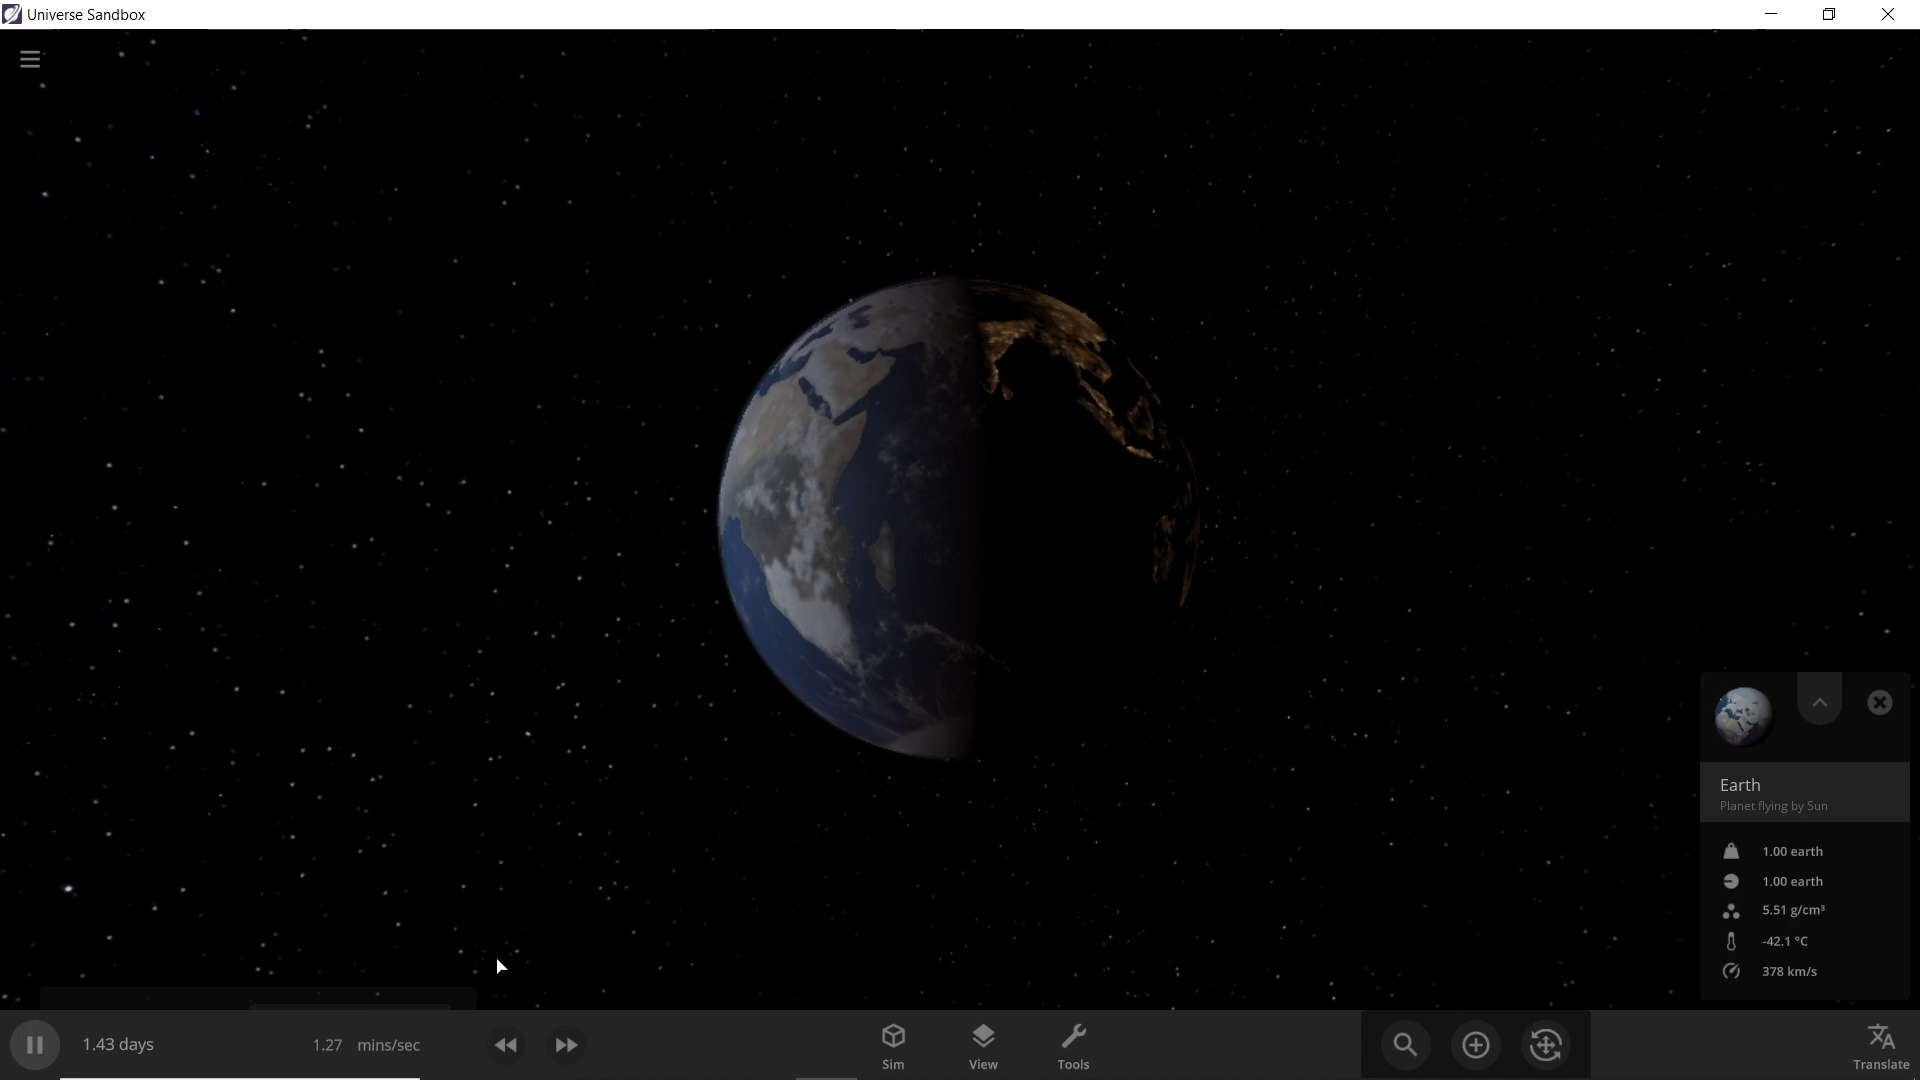 Universe Sandbox
Earth
Planet flying by Sun
1.00 earth
1.00 earth
5.51 g/cm³
-42.1 °C
378 km/s
1.43 days
1.27 mins/sec
Sim
View
Tools
Translate